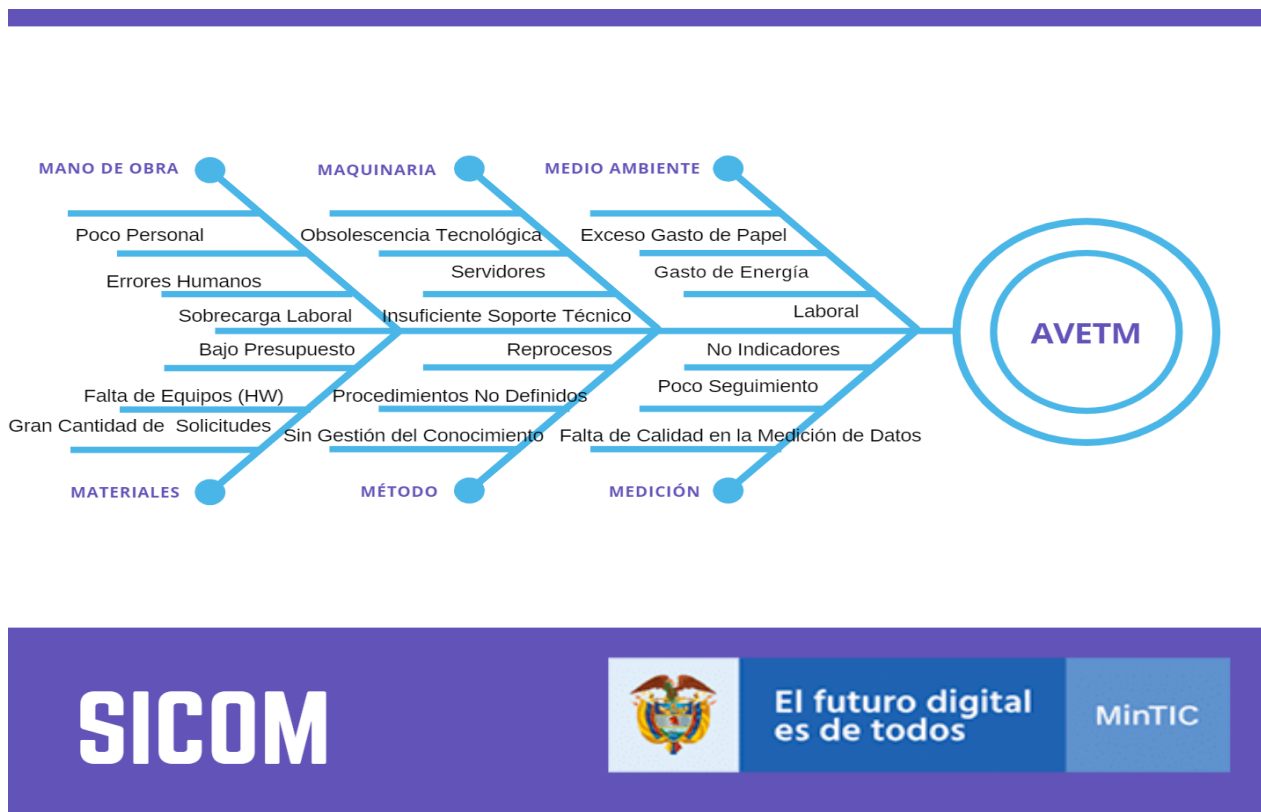 MANO DE OBRA
MAQUINARIA
MEDIO AMBIENTE
Poco Personal
Obsolescencia Tecnológica
Exceso Gasto de Papel
Errores Humanos
Servidores
Gasto de Energía
Sobrecarga Laboral
Insuficiente Soporte Técnico
Laboral
AVETM
Bajo Presupuesto
Reprocesos
No Indicadores
Falta de Equipos (HW)
Procedimientos No Definidos
Poco Seguimiento
Gran Cantidad de Solicitudes
Sin Gestión del Conocimiento
Falta de Calidad en la Medición de Datos
MATERIALES
MÉTODO
MEDICIÓN
SICOM
El futuro digital
es de todos
MinTIC